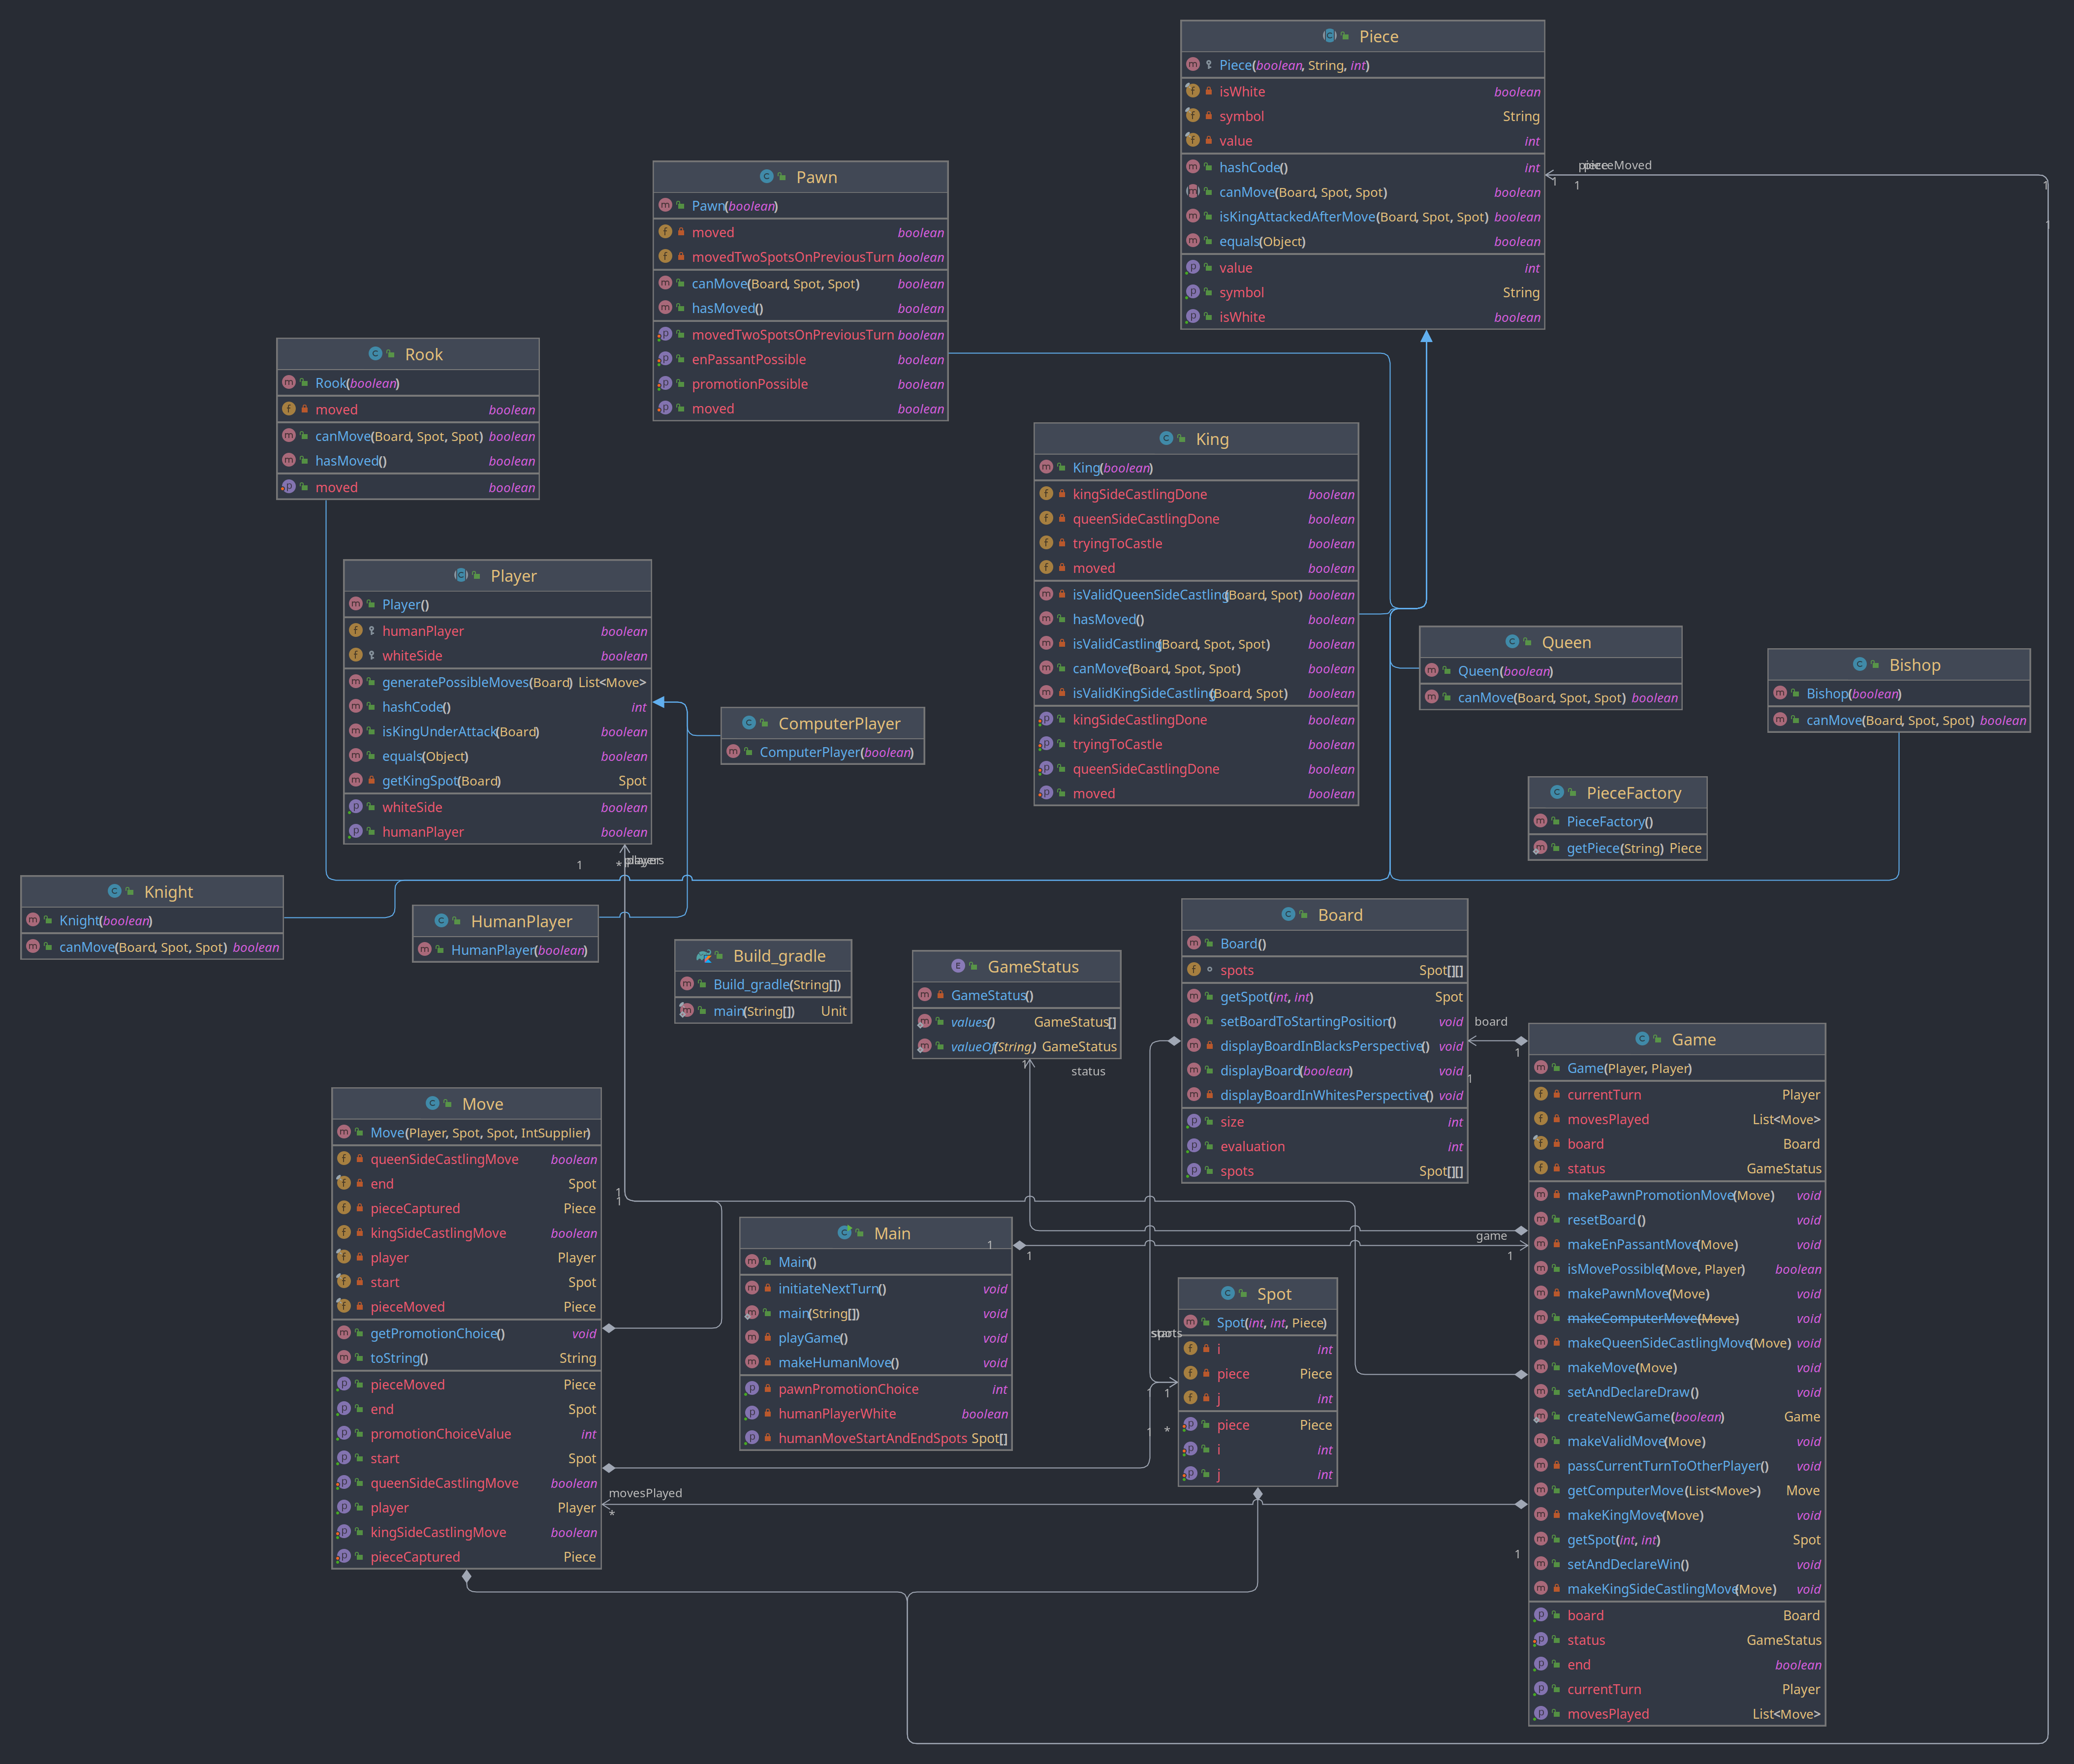 Piece
Piece(boolean, String, int)
isWhite boolean
symbol String
value int
hashCode() int
canMove(Board, Spot, Spot) boolean
isKingAttackedAfterMove(Board, Spot, Spot) boolean
equals(Object) boolean
value int
symbol String
isWhite boolean
pieceMoved
1
1
1
1
Pawn
Pawn(boolean)
moved boolean
movedTwoSpotsOnPreviousTurn boolean
canMove(Board, Spot, Spot) boolean
hasMoved() boolean
movedTwoSpotsOnPreviousTurn boolean
enPassantPossible boolean
promotionPossible boolean
moved boolean
Rook
Rook(boolean)
moved boolean
canMove(Board, Spot, Spot) boolean
hasMoved() boolean
moved boolean
King
King(boolean)
kingSideCastlingDone boolean
queenSideCastlingDone boolean
tryingToCastle boolean
moved boolean
isValidQueenSideCastling(Board, Spot) boolean
hasMoved() boolean
isValidCastling(Board, Spot, Spot) boolean
canMove(Board, Spot, Spot) boolean
isValidKingSideCastling(Board, Spot) boolean
kingSideCastlingDone boolean
tryingToCastle boolean
queenSideCastlingDone boolean
moved boolean
Player
Player()
humanPlayer boolean
whiteSide boolean
generatePossibleMoves(Board) List<Move>
hashCode() int
isKingUnderAttack(Board) boolean
equals(Object) boolean
getKingSpot(Board) Spot
whiteSide boolean
humanPlayer boolean
1
*
players
ComputerPlayer
ComputerPlayer(boolean)
Queen
Queen(boolean)
canMove(Board, Spot, Spot) boolean
Bishop
Bishop(boolean)
canMove(Board, Spot, Spot) boolean
PieceFactory
PieceFactory()
getPiece(String) Piece
Knight
Knight(boolean)
canMove(Board, Spot, Spot) boolean
HumanPlayer
HumanPlayer(boolean)
Build_gradle
Build_gradle(String[])
main(String[]) Unit
GameStatus
GameStatus()
values() GameStatus[]
valueOf(String) GameStatus
1
status
Board
Board()
spots Spot[][]
getSpot(int, int) Spot
setBoardToStartingPosition() void
displayBoardInBlacksPerspective() void
displayBoard(boolean) void
displayBoardInWhitesPerspective() void
size int
evaluation int
spots Spot[][]
board
1
1
Game
Game(Player, Player)
currentTurn Player
movesPlayed List<Move>
board Board
status GameStatus
makePawnPromotionMove(Move) void
resetBoard() void
makeEnPassantMove(Move) void
isMovePossible(Move, Player) boolean
makePawnMove(Move) void
makeComputerMove(Move) void
makeQueenSideCastlingMove(Move) void
makeMove(Move) void
setAndDeclareDraw() void
createNewGame(boolean) Game
makeValidMove(Move) void
passCurrentTurnToOtherPlayer() void
getComputerMove(List<Move>) Move
makeKingMove(Move) void
getSpot(int, int) Spot
setAndDeclareWin() void
makeKingSideCastlingMove(Move) void
board Board
status GameStatus
end boolean
currentTurn Player
movesPlayed List<Move>
Move
Move(Player, Spot, Spot, IntSupplier)
queenSideCastlingMove boolean
end Spot
pieceCaptured Piece
kingSideCastlingMove boolean
player Player
start Spot
pieceMoved Piece
getPromotionChoice() void
toString() String
pieceMoved Piece
end Spot
promotionChoiceValue int
start Spot
queenSideCastlingMove boolean
player Player
kingSideCastlingMove boolean
pieceCaptured Piece
1
1
Main
Main()
initiateNextTurn() void
main(String[]) void
playGame() void
makeHumanMove() void
pawnPromotionChoice int
humanPlayerWhite boolean
humanMoveStartAndEndSpots Spot[]
1
1
game
1
Spot
Spot(int, int, Piece)
i int
piece Piece
j int
piece Piece
i int
j int
1
1
1
*
movesPlayed
*
1